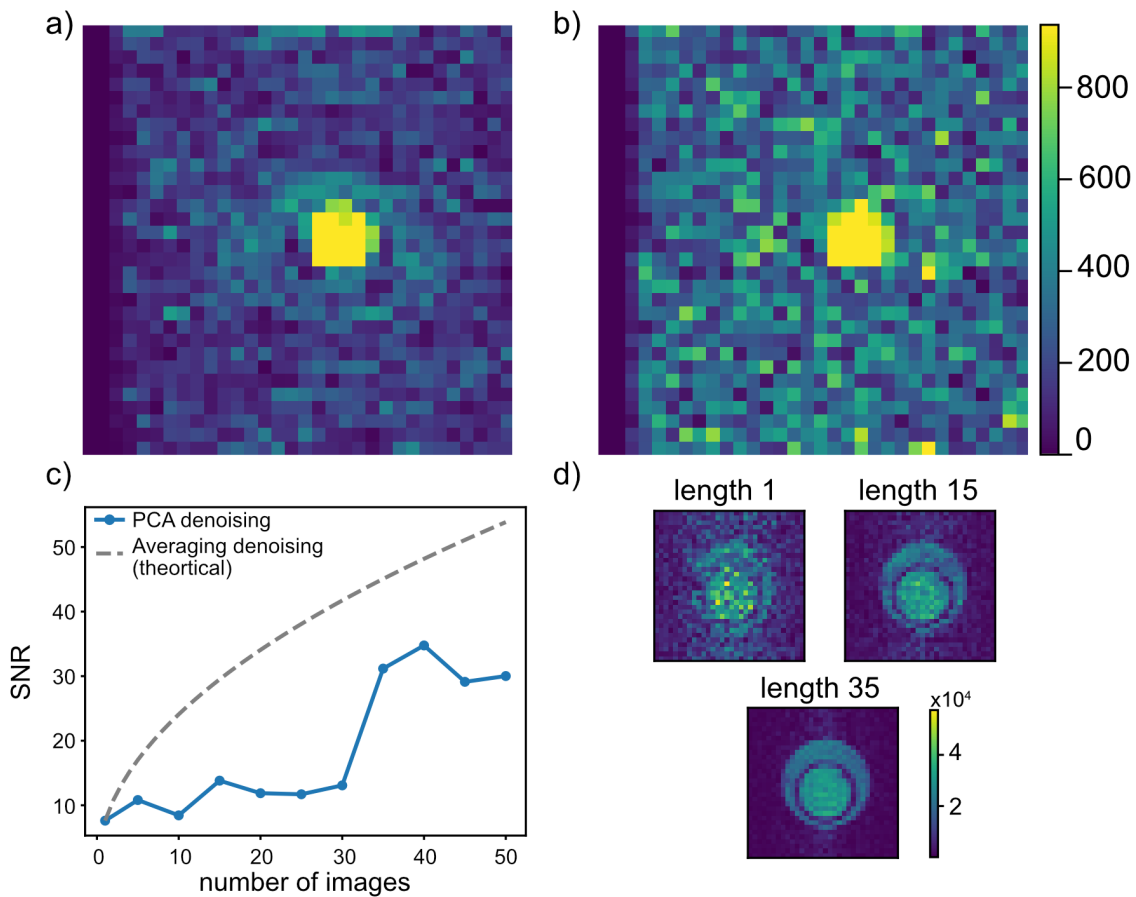 a)
b)
800
600
400
200
0
c)
d)
PCA denoising
Averaging denoising
(theortical)
50
40
30
20
10
SNR
0
10
20
30
40
50
number of images
length 1
length 15
length 35
x10⁴
4
2